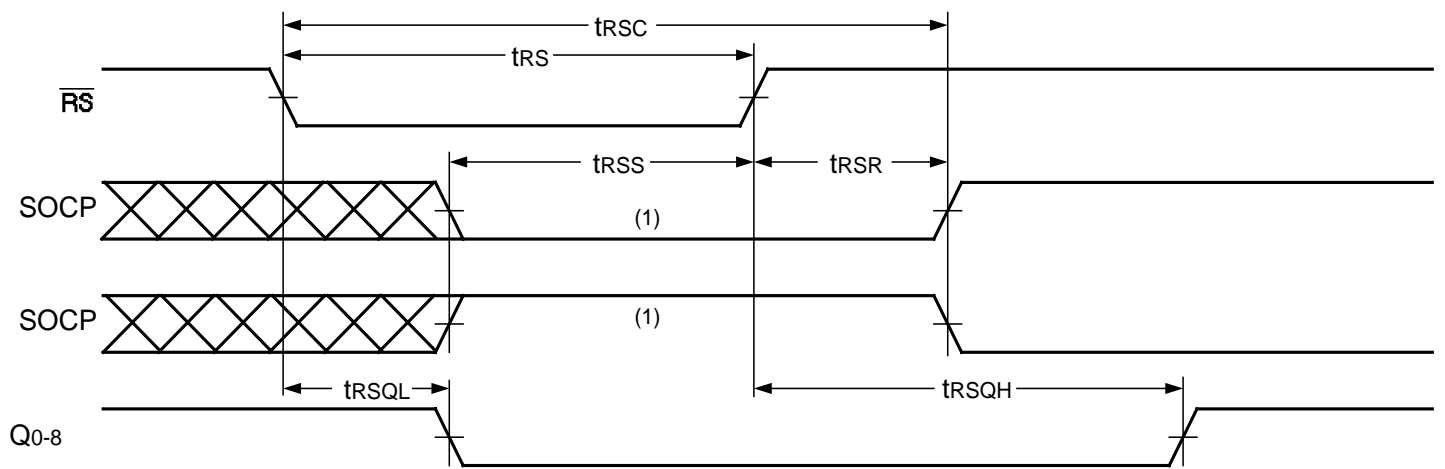 tRSC
tRS
RS
tRSS
tRSR
SOCP
(1)
SOCP
(1)
tRSQL
tRSQH
Q0-8